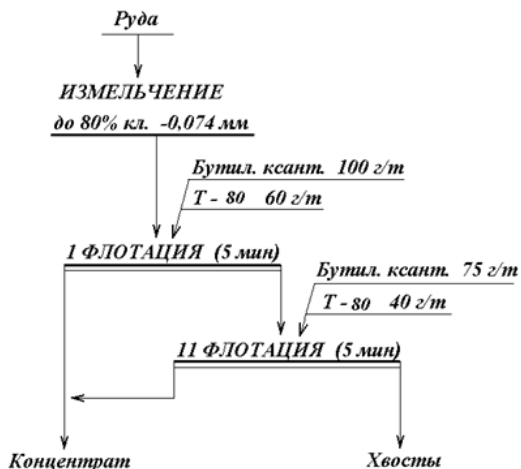 Руда
ИЗМЕЛЬЧЕНИЕ
до 80% кл. -0,074 мм
Бутил. ксант. 100 г/т
Т - 80 60 г/т
1 ФЛОТАЦИЯ (5 мин)
Бутил. ксант. 75 г/т
Т - 80 40 г/т
11 ФЛОТАЦИЯ (5 мин)
Концентрат
Хвосты